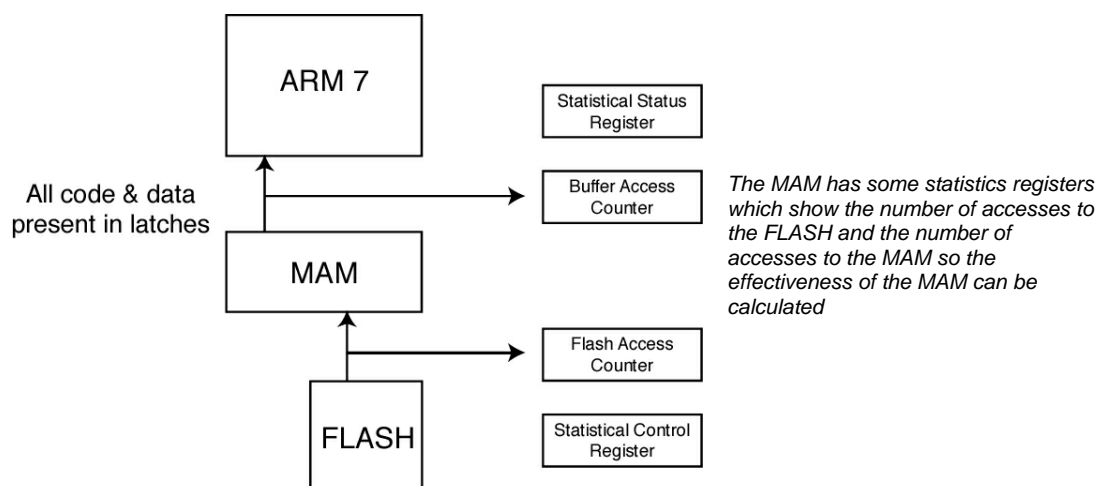 ARM 7
Statistical Status
Register
All code & data
present in latches
Buffer Access
Counter
The MAM has some statistics registers
which show the number of accesses to
the FLASH and the number of
accesses to the MAM so the
effectiveness of the MAM can be
calculated
MAM
Flash Access
Counter
FLASH
Statistical Control
Register